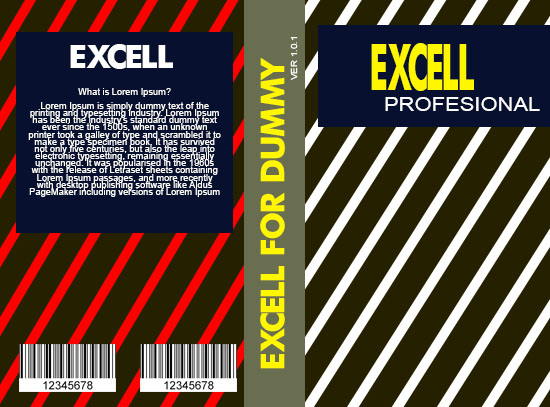 EXCELL
What is Lorem Ipsum?
Lorem Ipsum is simply dummy text of the
printing and typesetting industry. Lorem Ipsum
has been the industry's standard dummy text
ever since the 1500s, when an unknown
printer took a galley of type and scrambled it to
make a type specimen book. It has survived
not only five centuries, but also the leap into
electronic typesetting, remaining essentially
unchanged. It was popularised in the 1960s
with the release of Letraset sheets containing
Lorem Ipsum passages, and more recently
with desktop publishing software like Aldus
PageMaker including versions of Lorem Ipsum
12345678
12345678
EXCELL FOR DUMMY
VER 1.0.1
EXCELL
PROFESIONAL